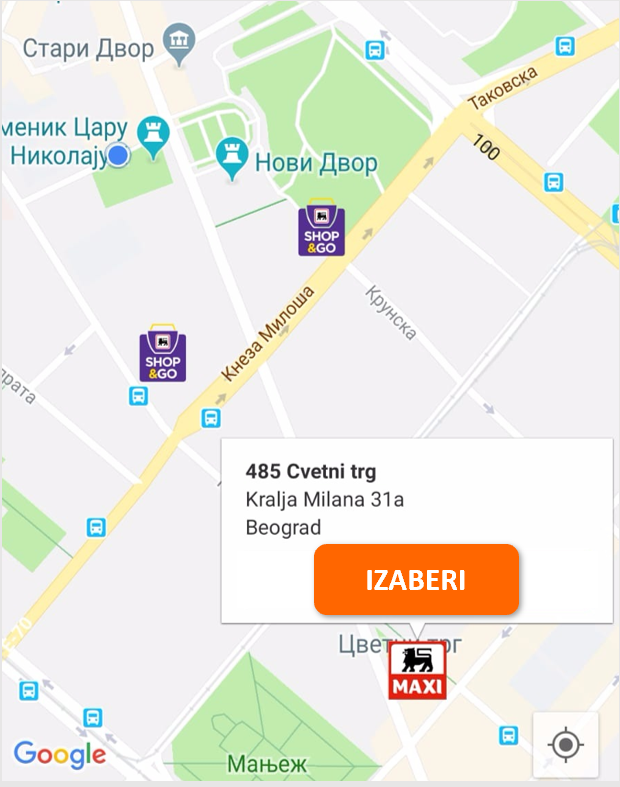 Стари Двор
меник Цару
Николају
Нови Двор
Таковска
100
SHOP
&GO
Крунска
Кнеза Милоша
SHOP
&GO
485 Cvetni trg
Kralja Milana 31a
Beograd
IZABERI
E-70
Цветни трг
MAXI
Google
Мањеж